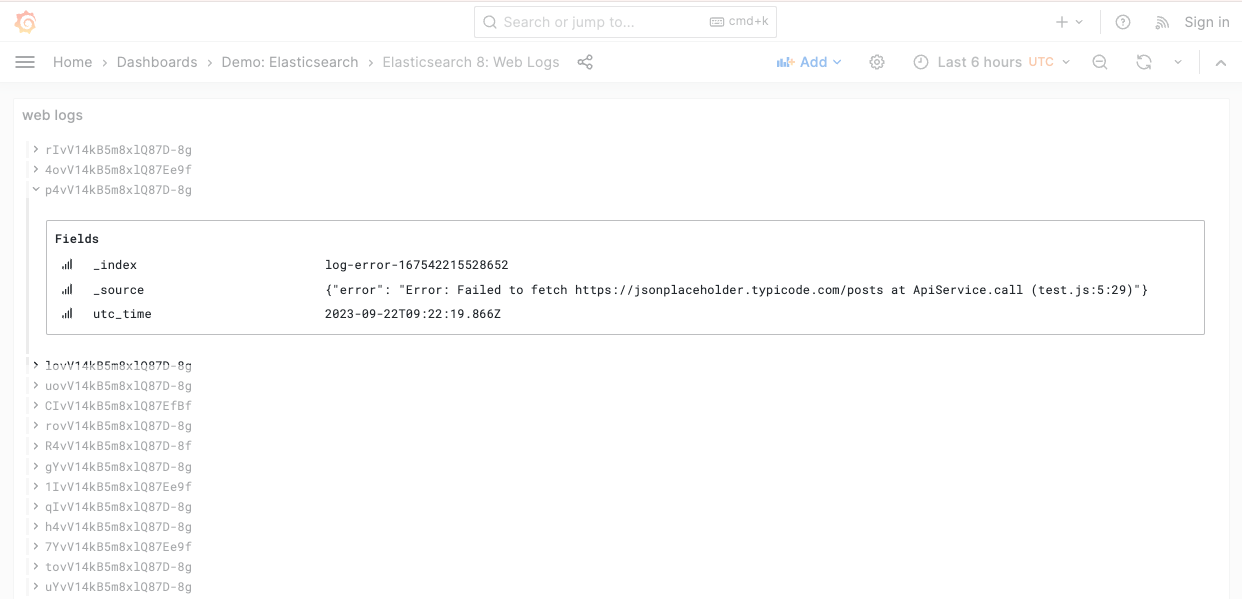 Search or jump to... cmd+k Sign in
Home Dashboards Demo: Elasticsearch Elasticsearch 8: Web Logs Add Last 6 hours UTC
web logs
rIvV14kB5m8xlQ87D-8g
4ovV14kB5m8xlQ87Ee9f
p4vV14kB5m8xlQ87D-8g
Fields
_index log-error-167542215528652
_source {"error": "Error: Failed to fetch https://jsonplaceholder.typicode.com/posts at ApiService.call (test.js:5:29)"}
utc_time 2023-09-22T09:22:19.866Z
lovV14kB5m8xlQ87D-8g
uovV14kB5m8xlQ87D-8g
CIvV14kB5m8xlQ87EfBf
rovV14kB5m8xlQ87D-8g
R4vV14kB5m8xlQ87D-8f
gYvV14kB5m8xlQ87D-8g
1IvV14kB5m8xlQ87Ee9f
qIvV14kB5m8xlQ87D-8g
h4vV14kB5m8xlQ87D-8g
7YvV14kB5m8xlQ87Ee9f
tovV14kB5m8xlQ87D-8g
uYvV14kB5m8xlQ87D-8g